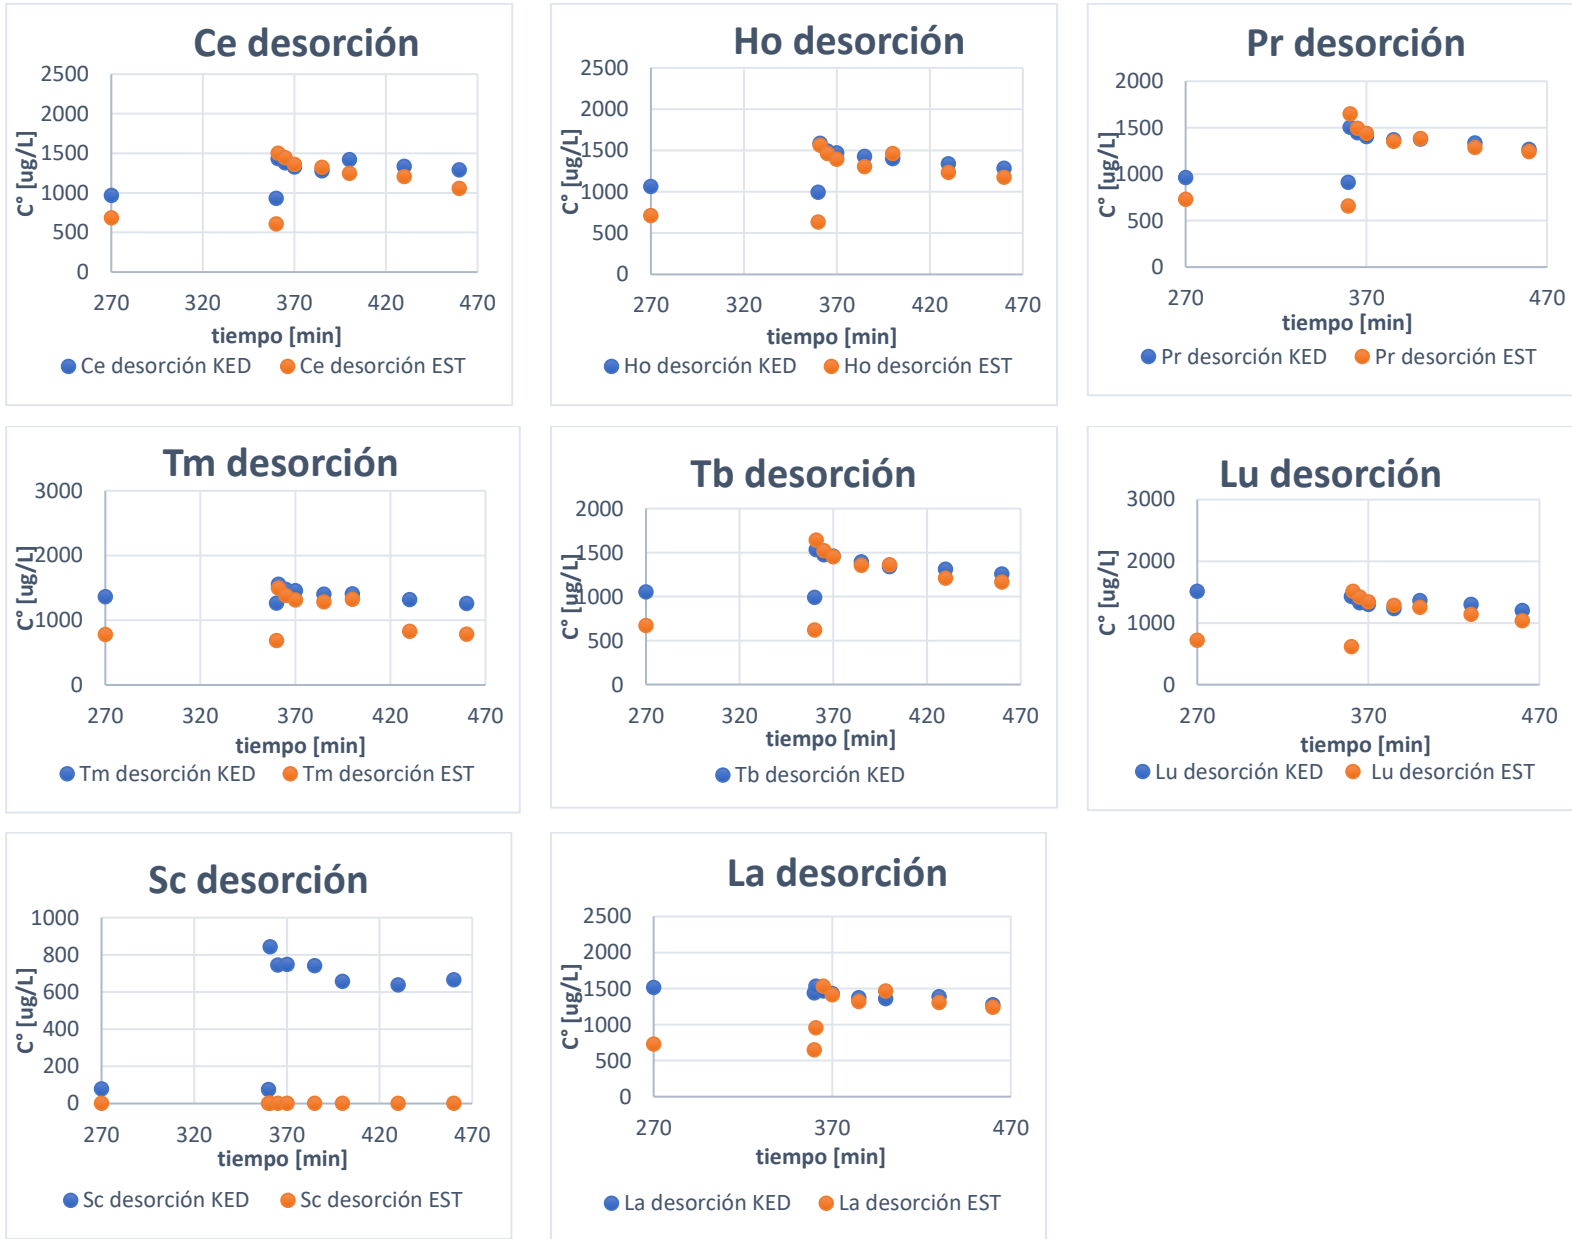 Ce desorción
2500
2000
1500
1000
500
0
C° [ug/L]
270 320 370 420 470
tiempo [min]
Ce desorción KED Ce desorción EST
Ho desorción
2500
2000
1500
1000
500
0
C° [ug/L]
270 320 370 420 470
tiempo [min]
Ho desorción KED Ho desorción EST
Pr desorción
2000
1500
1000
500
0
C° [ug/L]
270 370 470
tiempo [min]
Pr desorción KED Pr desorción EST
Tm desorción
3000
2000
1000
0
C° [ug/L]
270 320 370 420 470
tiempo [min]
Tm desorción KED Tm desorción EST
Tb desorción
2000
1500
1000
500
0
C° [ug/L]
270 320 370 420 470
tiempo [min]
Tb desorción KED
Lu desorción
3000
2000
1000
0
C° [ug/L]
270 370 470
tiempo [min]
Lu desorción KED Lu desorción EST
Sc desorción
1000
800
600
400
200
0
C° [ug/L]
270 320 370 420 470
tiempo [min]
Sc desorción KED Sc desorción EST
La desorción
2500
2000
1500
1000
500
0
C° [ug/L]
270 370 470
tiempo [min]
La desorción KED La desorción EST